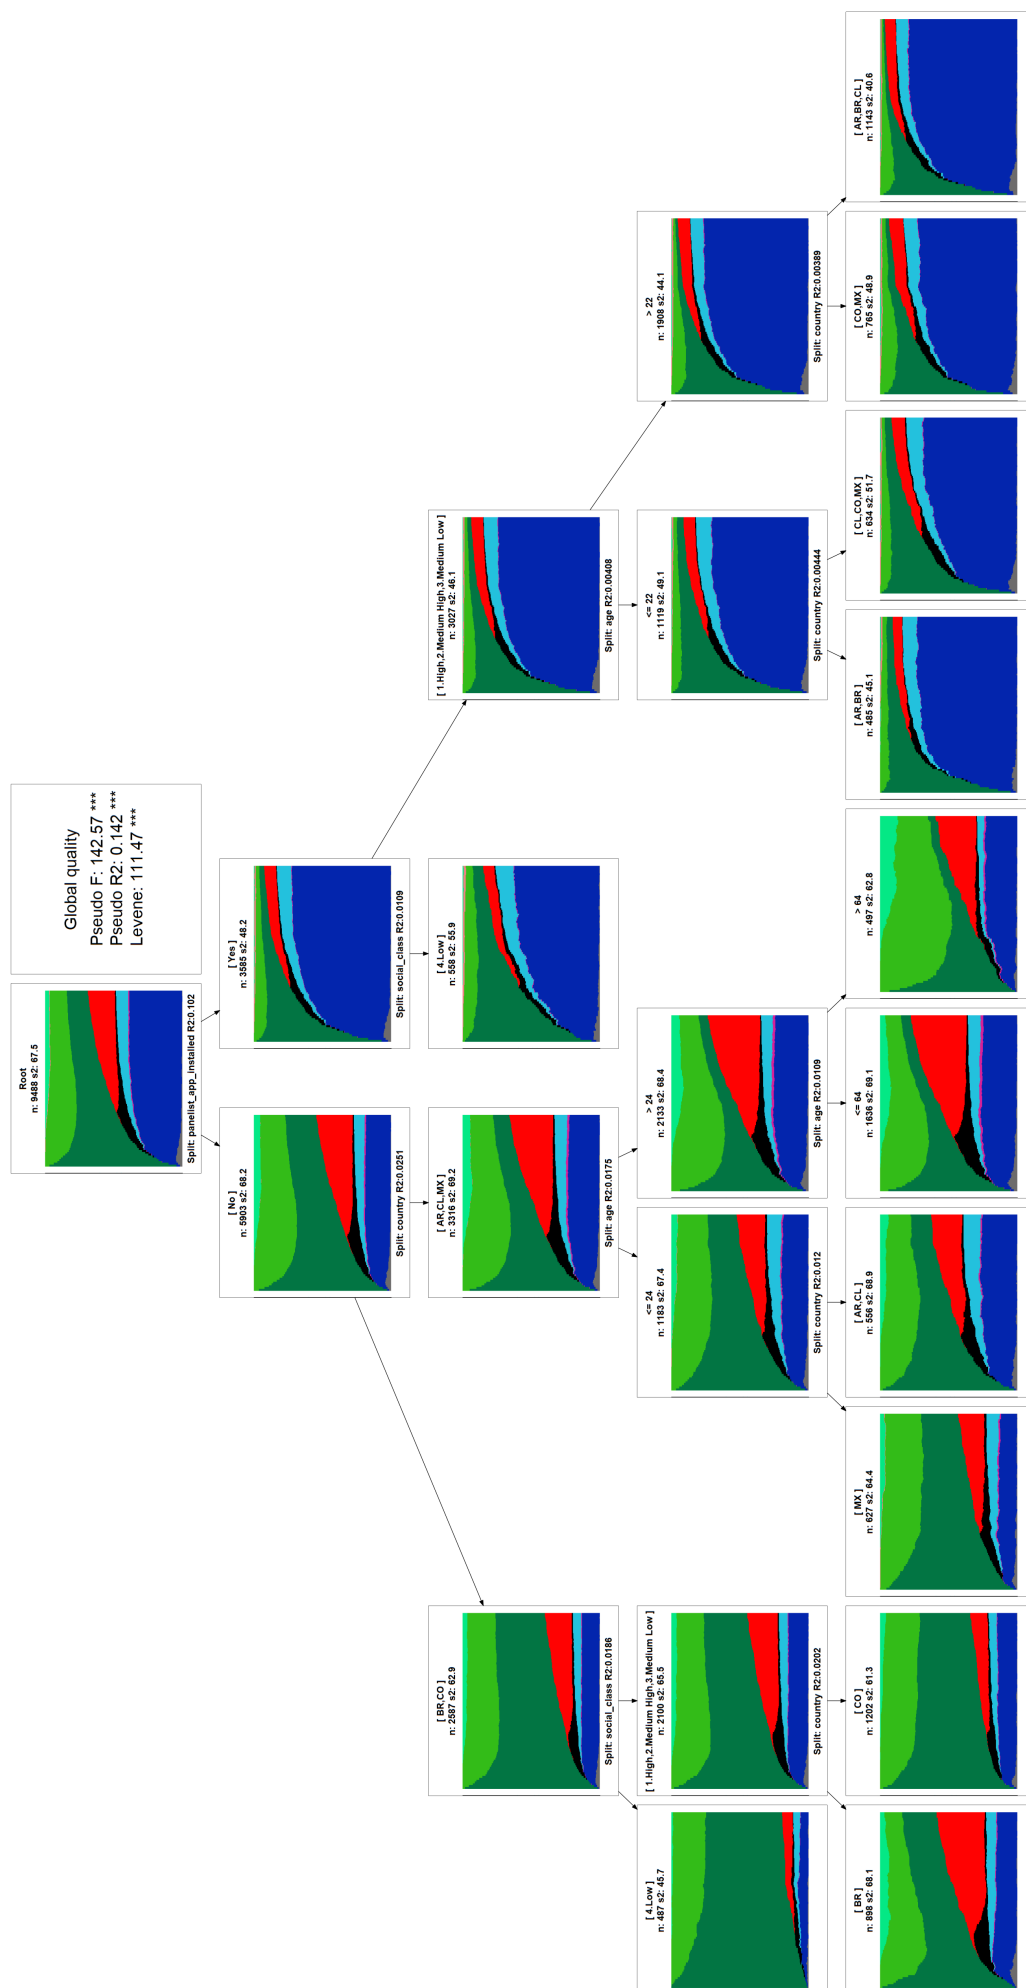 Global quality
Pseudo F: 142.57 ***
Pseudo R2: 0.142 ***
Levene: 111.47 ***
Root
n: 9488 s2: 67.5
Split: panelist_app_installed R2:0.102
[ No ]
n: 5903 s2: 68.2
Split: country R2:0.0251
[ Yes ]
n: 3585 s2: 48.2
Split: social_class R2:0.0109
[ BR,CO ]
n: 2587 s2: 62.9
Split: social_class R2:0.0186
[ AR,CL,MX ]
n: 3316 s2: 69.2
Split: age R2:0.0175
[ 4.Low ]
n: 558 s2: 55.9
[ 1.High,2.Medium High,3.Medium Low ]
n: 3027 s2: 46.1
Split: age R2:0.00408
[ 4.Low ]
n: 487 s2: 45.7
[ 1.High,2.Medium High,3.Medium Low ]
n: 2100 s2: 65.5
Split: country R2:0.0202
<= 24
n: 1183 s2: 67.4
Split: country R2:0.012
> 24
n: 2133 s2: 68.4
Split: age R2:0.0109
<= 22
n: 1119 s2: 49.1
Split: country R2:0.00444
> 22
n: 1908 s2: 44.1
Split: country R2:0.00389
[ BR ]
n: 898 s2: 68.1
[ CO ]
n: 1202 s2: 61.3
[ MX ]
n: 627 s2: 64.4
[ AR,CL ]
n: 556 s2: 68.9
<= 64
n: 1636 s2: 69.1
> 64
n: 497 s2: 62.8
[ AR,BR ]
n: 485 s2: 45.1
[ CL,CO,MX ]
n: 634 s2: 51.7
[ CO,MX ]
n: 765 s2: 48.9
[ AR,BR,CL ]
n: 1143 s2: 40.6